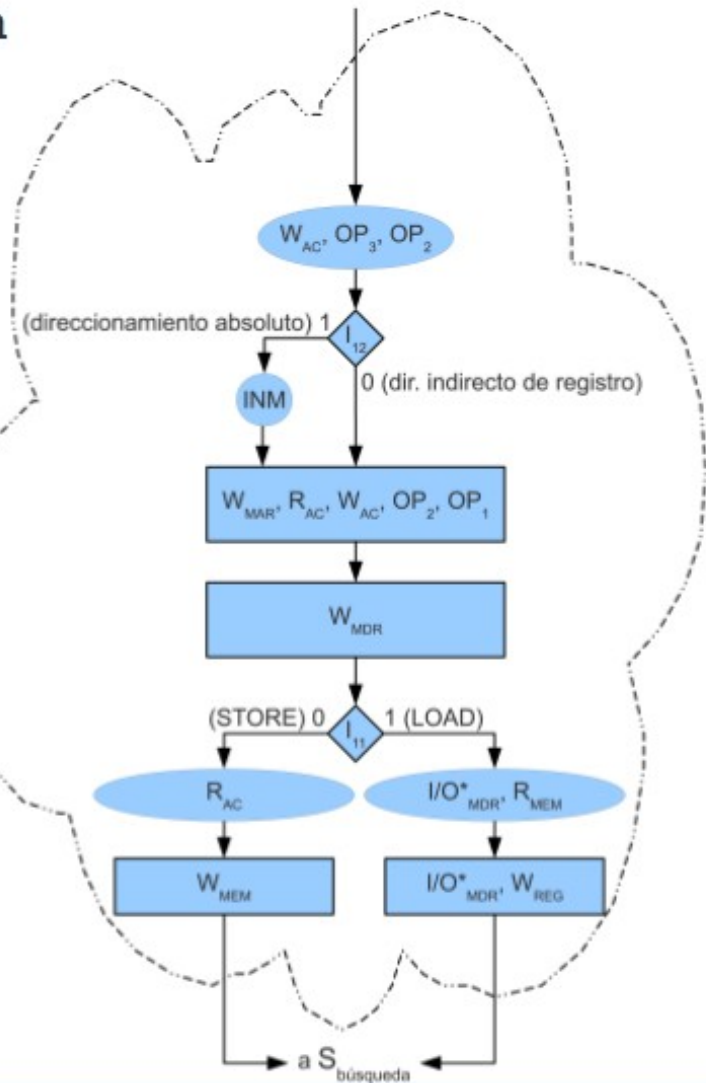 a
W_AC, OP_3, OP_2
(direccionamiento absoluto) 1
I_12
0 (dir. indirecto de registro)
INM
W_MAR, R_AC, W_AC, OP_2, OP_1
W_MDR
(STORE) 0
I_11
1 (LOAD)
R_AC
I/O*_MDR, R_MEM
W_MEM
I/O*_MDR, W_REG
a S_búsqueda